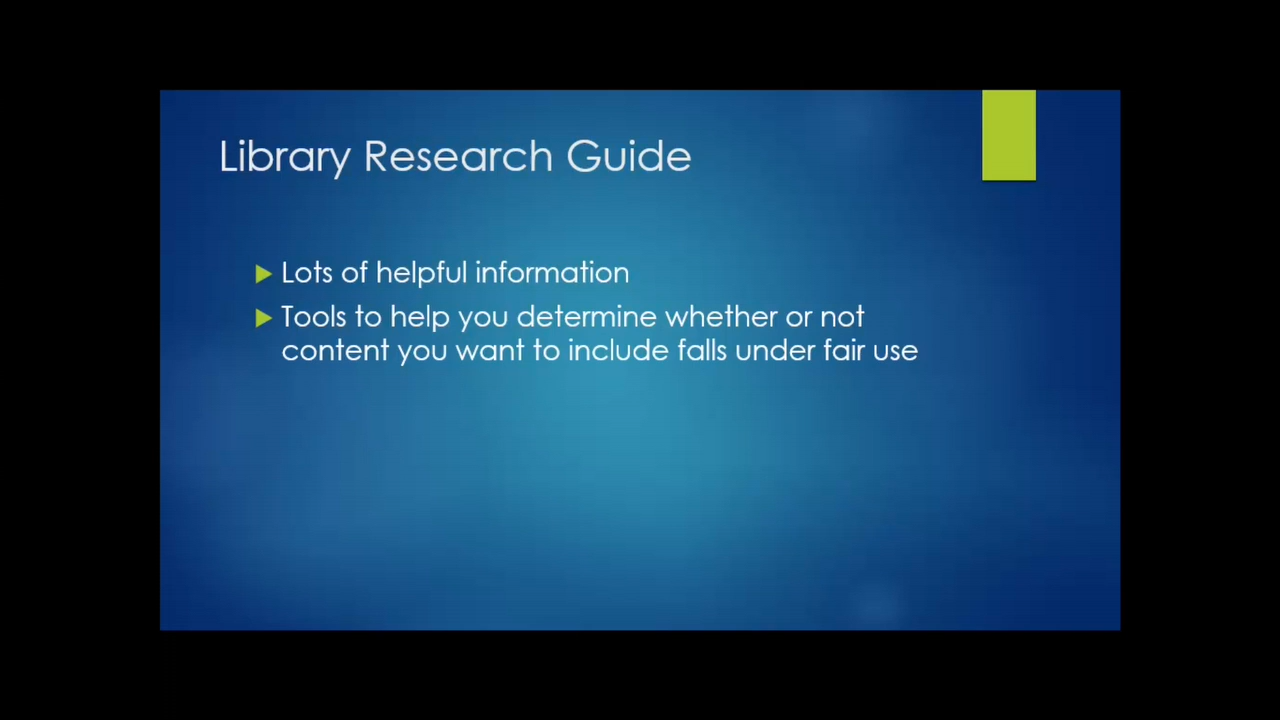 Library Research Guide
Lots of helpful information
Tools to help you determine whether or not
content you want to include falls under fair use